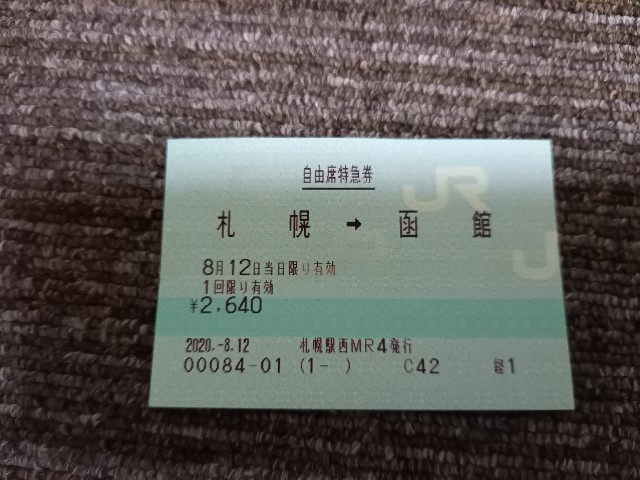 自由席特急券
札幌 → 函館
8月12日当日限り有効
1回限り有効
¥2,640
2020.-8.12 札幌駅西MR4発行
00084-01 (1- ) C42 1
JR